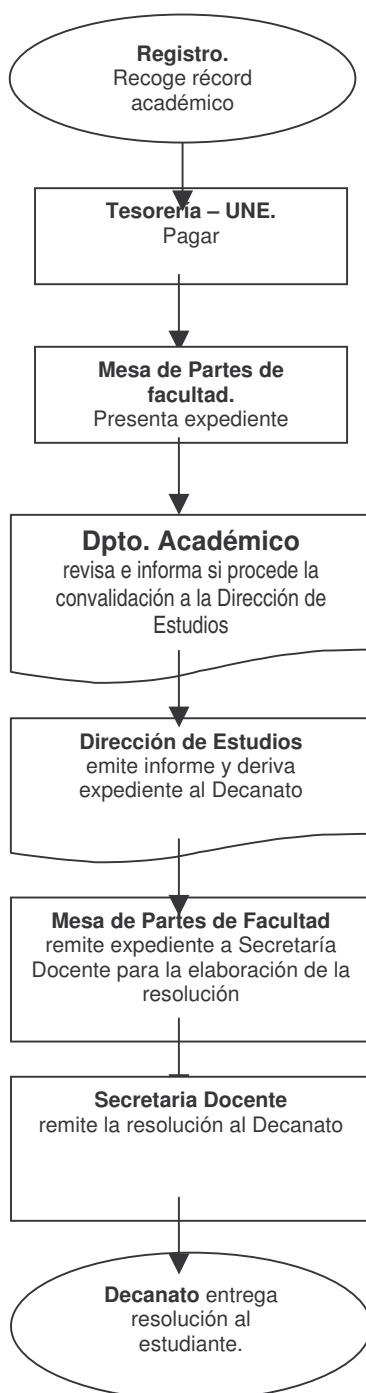 Registro.
Recoge récord
académico
Tesorería – UNE.
Pagar
Mesa de Partes de
facultad.
Presenta expediente
Dpto. Académico
revisa e informa si procede la
convalidación a la Dirección de
Estudios
Dirección de Estudios
emite informe y deriva
expediente al Decanato
Mesa de Partes de Facultad
remite expediente a Secretaría
Docente para la elaboración de la
resolución
Secretaria Docente
remite la resolución al Decanato
Decanato entrega
resolución al
estudiante.